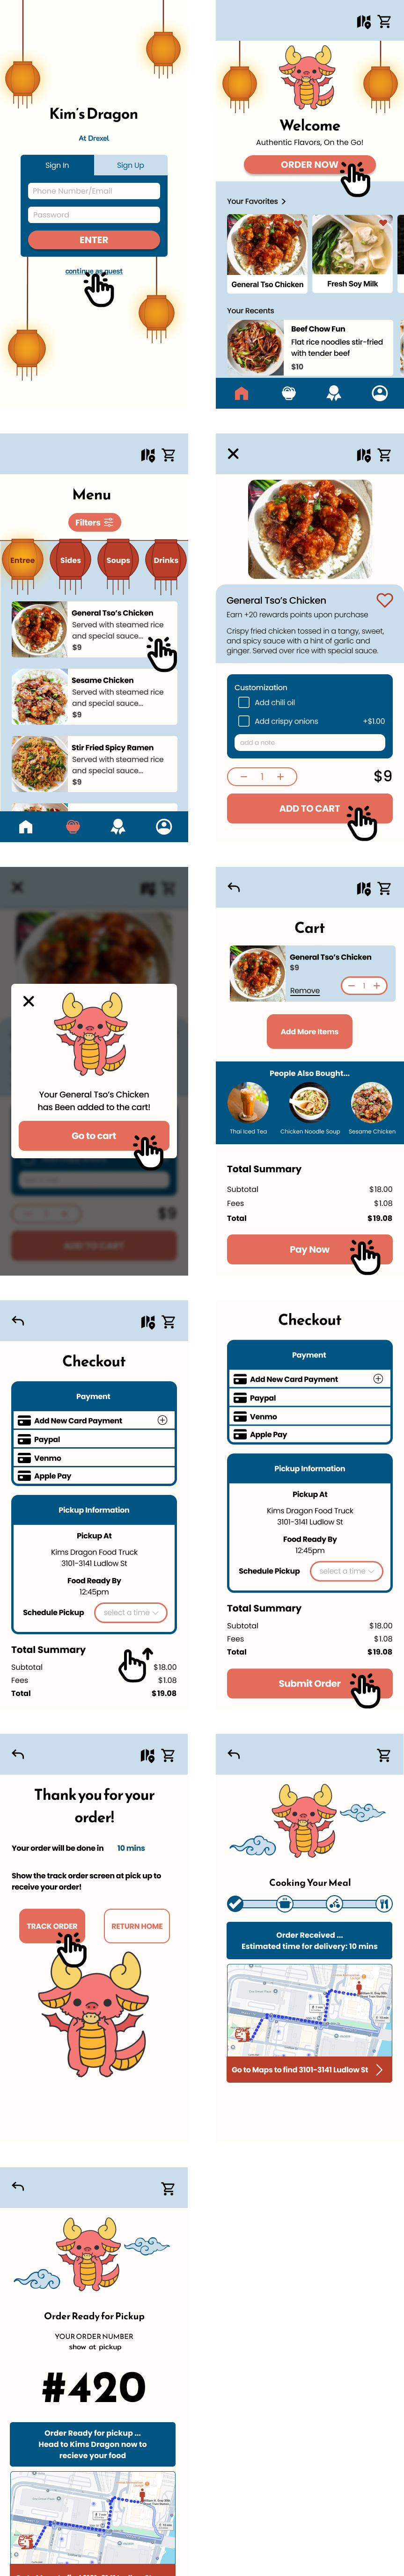 Kim's Dragon
At Drexel
Sign In
Sign Up
Phone Number/Email
Password
ENTER
continue as guest
Welcome
Authentic Flavors, On the Go!
ORDER NOW
Your Favorites >
General Tso Chicken
Fresh Soy Milk
Your Recents
Beef Chow Fun
Flat rice noodles stir-fried
with tender beef
$10
Menu
Filters
Entree
Sides
Soups
Drinks
General Tso's Chicken
Served with steamed rice
and special sauce...
$9
Sesame Chicken
Served with steamed rice
and special sauce...
$9
Stir Fried Spicy Ramen
Served with steamed rice
and special sauce...
$9
General Tso's Chicken
Earn +20 rewards points upon purchase
Crispy fried chicken tossed in a tangy, sweet,
and spicy sauce with a hint of garlic and
ginger. Served over rice with special sauce.
Customization
Add chili oil
Add crispy onions
+$1.00
add a note
1
$9
ADD TO CART
Your General Tso's Chicken
has Been added to the cart!
Go to cart
$9
ADD TO CART
Cart
General Tso's Chicken
$9
Remove
1
Add More Items
People Also Bought...
Thai Iced Tea
Chicken Noodle Soup
Sesame Chicken
Total Summary
Subtotal $18.00
Fees $1.08
Total $19.08
Pay Now
Checkout
Payment
Add New Card Payment
Paypal
Venmo
Apple Pay
Pickup Information
Pickup At
Kims Dragon Food Truck
3101-3141 Ludlow St
Food Ready By
12:45pm
Schedule Pickup
select a time
Total Summary
Subtotal $18.00
Fees $1.08
Total $19.08
Checkout
Payment
Add New Card Payment
Paypal
Venmo
Apple Pay
Pickup Information
Pickup At
Kims Dragon Food Truck
3101-3141 Ludlow St
Food Ready By
12:45pm
Schedule Pickup
select a time
Total Summary
Subtotal $18.00
Fees $1.08
Total $19.08
Submit Order
Thank you for your
order!
Your order will be done in 10 mins
Show the track order screen at pick up to
receive your order!
TRACK ORDER
RETURN HOME
Cooking Your Meal
Order Received ...
Estimated time for delivery: 10 mins
Go to Maps to find 3101-3141 Ludlow St
Order Ready for Pickup
YOUR ORDER NUMBER
show at pickup
#420
Order Ready for pickup ...
Head to Kims Dragon now to
recieve your food